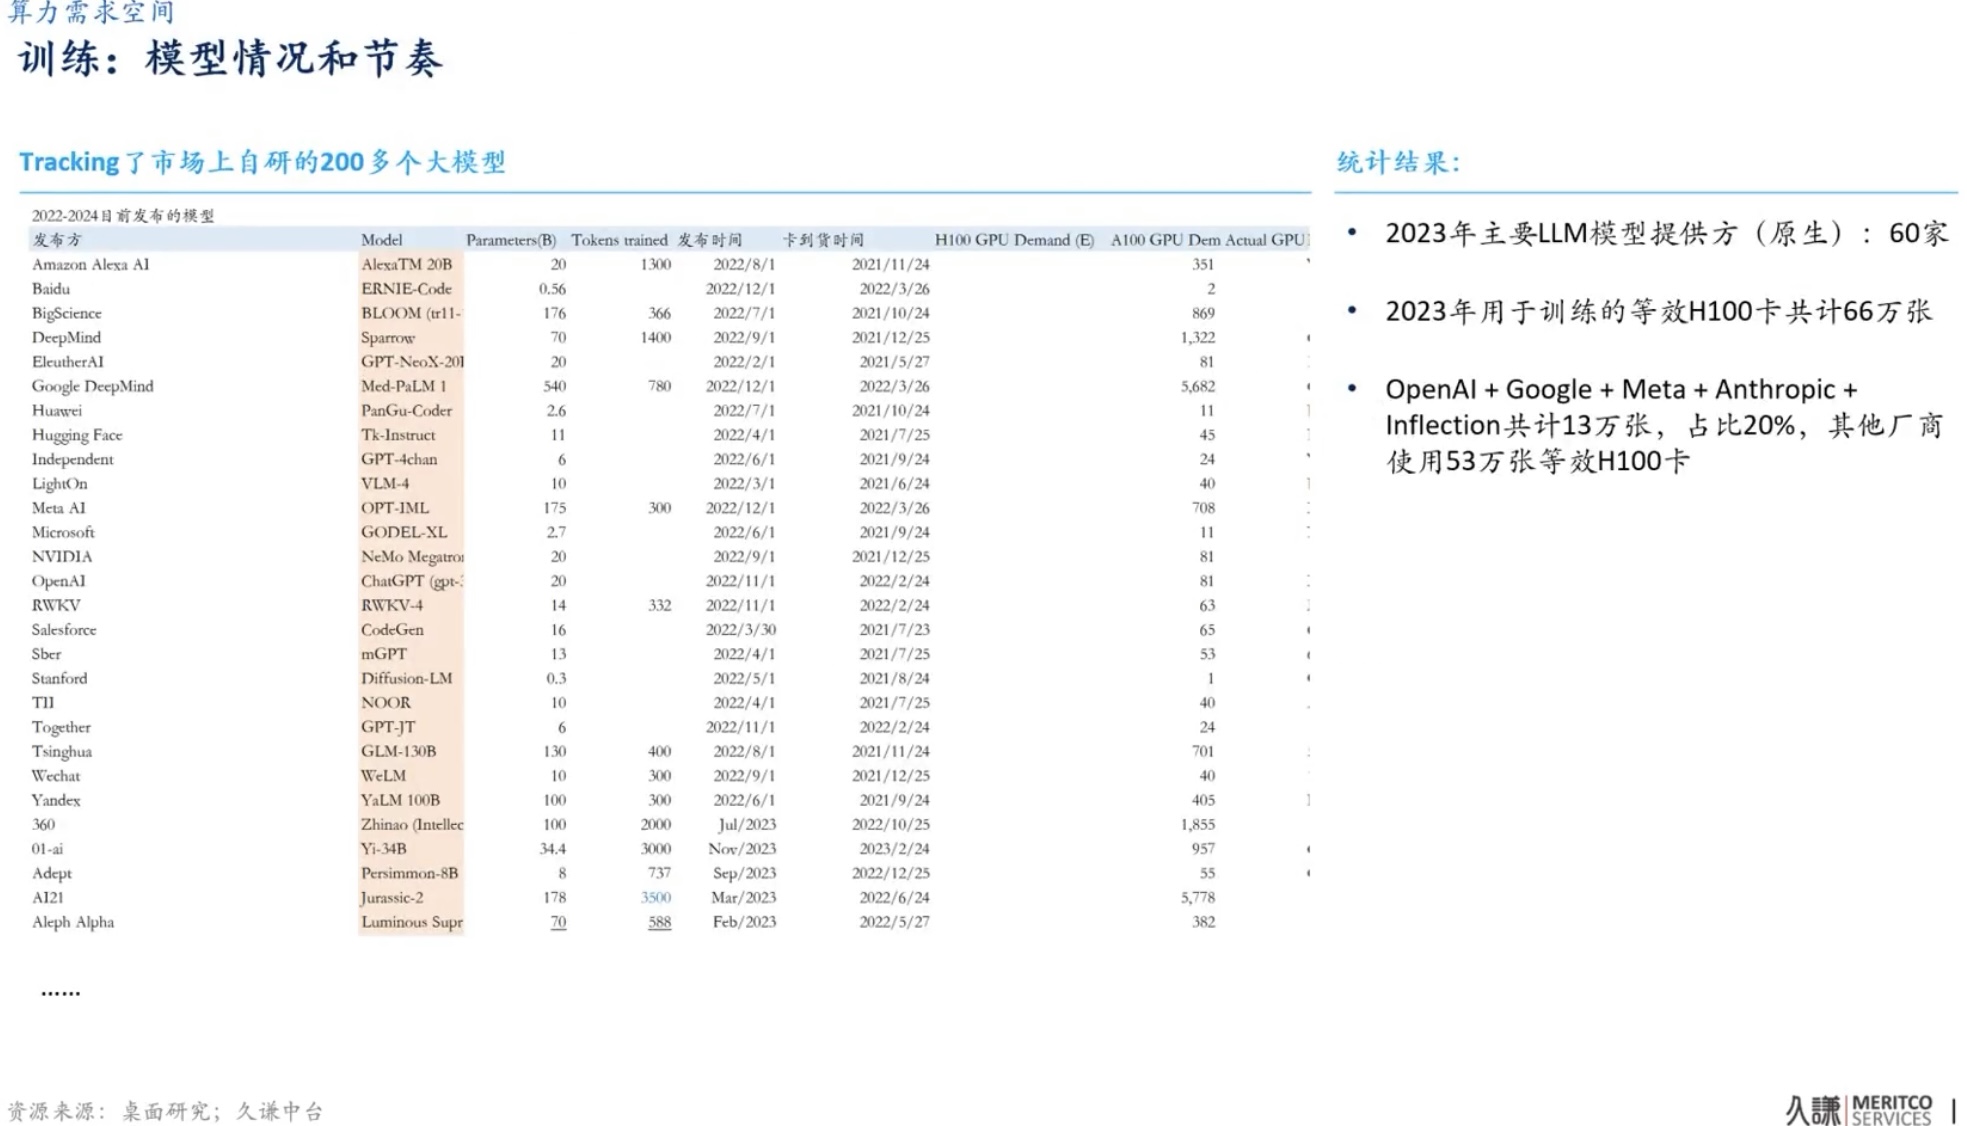 算力需求空间
训练：模型情况和节奏
Tracking了市场上自研的200多个大模型
2022-2024目前发布的模型
发布方 Model Parameters(B) Tokens trained 发布时间 卡到货时间 H100 GPU Demand (E) A100 GPU Dem Actual GPU
Amazon Alexa AI AlexaTM 20B 20 1300 2022/8/1 2021/11/24 351
Baidu ERNIE-Code 0.56 2022/12/1 2022/3/26 2
BigScience BLOOM (tr11- 176 366 2022/7/1 2021/10/24 869
DeepMind Sparrow 70 1400 2022/9/1 2021/12/25 1,322
EleutherAI GPT-NeoX-20 20 2022/2/1 2021/5/27 81
Google DeepMind Med-PaLM 1 540 780 2022/12/1 2022/3/26 5,682
Huawei PanGu-Coder 2.6 2022/7/1 2021/10/24 11
Hugging Face Tk-Instruct 11 2022/4/1 2021/7/25 45
Independent GPT-4chan 6 2022/6/1 2021/9/24 24
LightOn VLM-4 10 2022/3/1 2021/6/24 40
Meta AI OPT-IML 175 300 2022/12/1 2022/3/26 708
Microsoft GODEL-XL 2.7 2022/6/1 2021/9/24 11
NVIDIA NeMo Megatro 20 2022/9/1 2021/12/25 81
OpenAI ChatGPT (gpt- 20 2022/11/1 2022/2/24 81
RWKV RWKV-4 14 332 2022/11/1 2022/2/24 63
Salesforce CodeGen 16 2022/3/30 2021/7/23 65
Sber mGPT 13 2022/4/1 2021/7/25 53
Stanford Diffusion-LM 0.3 2022/5/1 2021/8/24 1
TII NOOR 10 2022/4/1 2021/7/25 40
Together GPT-JT 6 2022/11/1 2022/2/24 24
Tsinghua GLM-130B 130 400 2022/8/1 2021/11/24 701
Wechat WeLM 10 300 2022/9/1 2021/12/25 40
Yandex YaLM 100B 100 300 2022/6/1 2021/9/24 405
360 Zhinao (Intellec 100 2000 Jul/2023 2022/10/25 1,855
01-ai Yi-34B 34.4 3000 Nov/2023 2023/2/24 957
Adept Persimmon-8B 8 737 Sep/2023 2022/12/25 55
AI21 Jurassic-2 178 3500 Mar/2023 2022/6/24 5,778
Aleph Alpha Luminous Supr 70 588 Feb/2023 2022/5/27 382
……
统计结果：
• 2023年主要LLM模型提供方（原生）：60家
• 2023年用于训练的等效H100卡共计66万张
• OpenAI + Google + Meta + Anthropic +
Inflection共计13万张，占比20%，其他厂商
使用53万张等效H100卡
资源来源：桌面研究；久谦中台
久謙 MERITCO
SERVICES